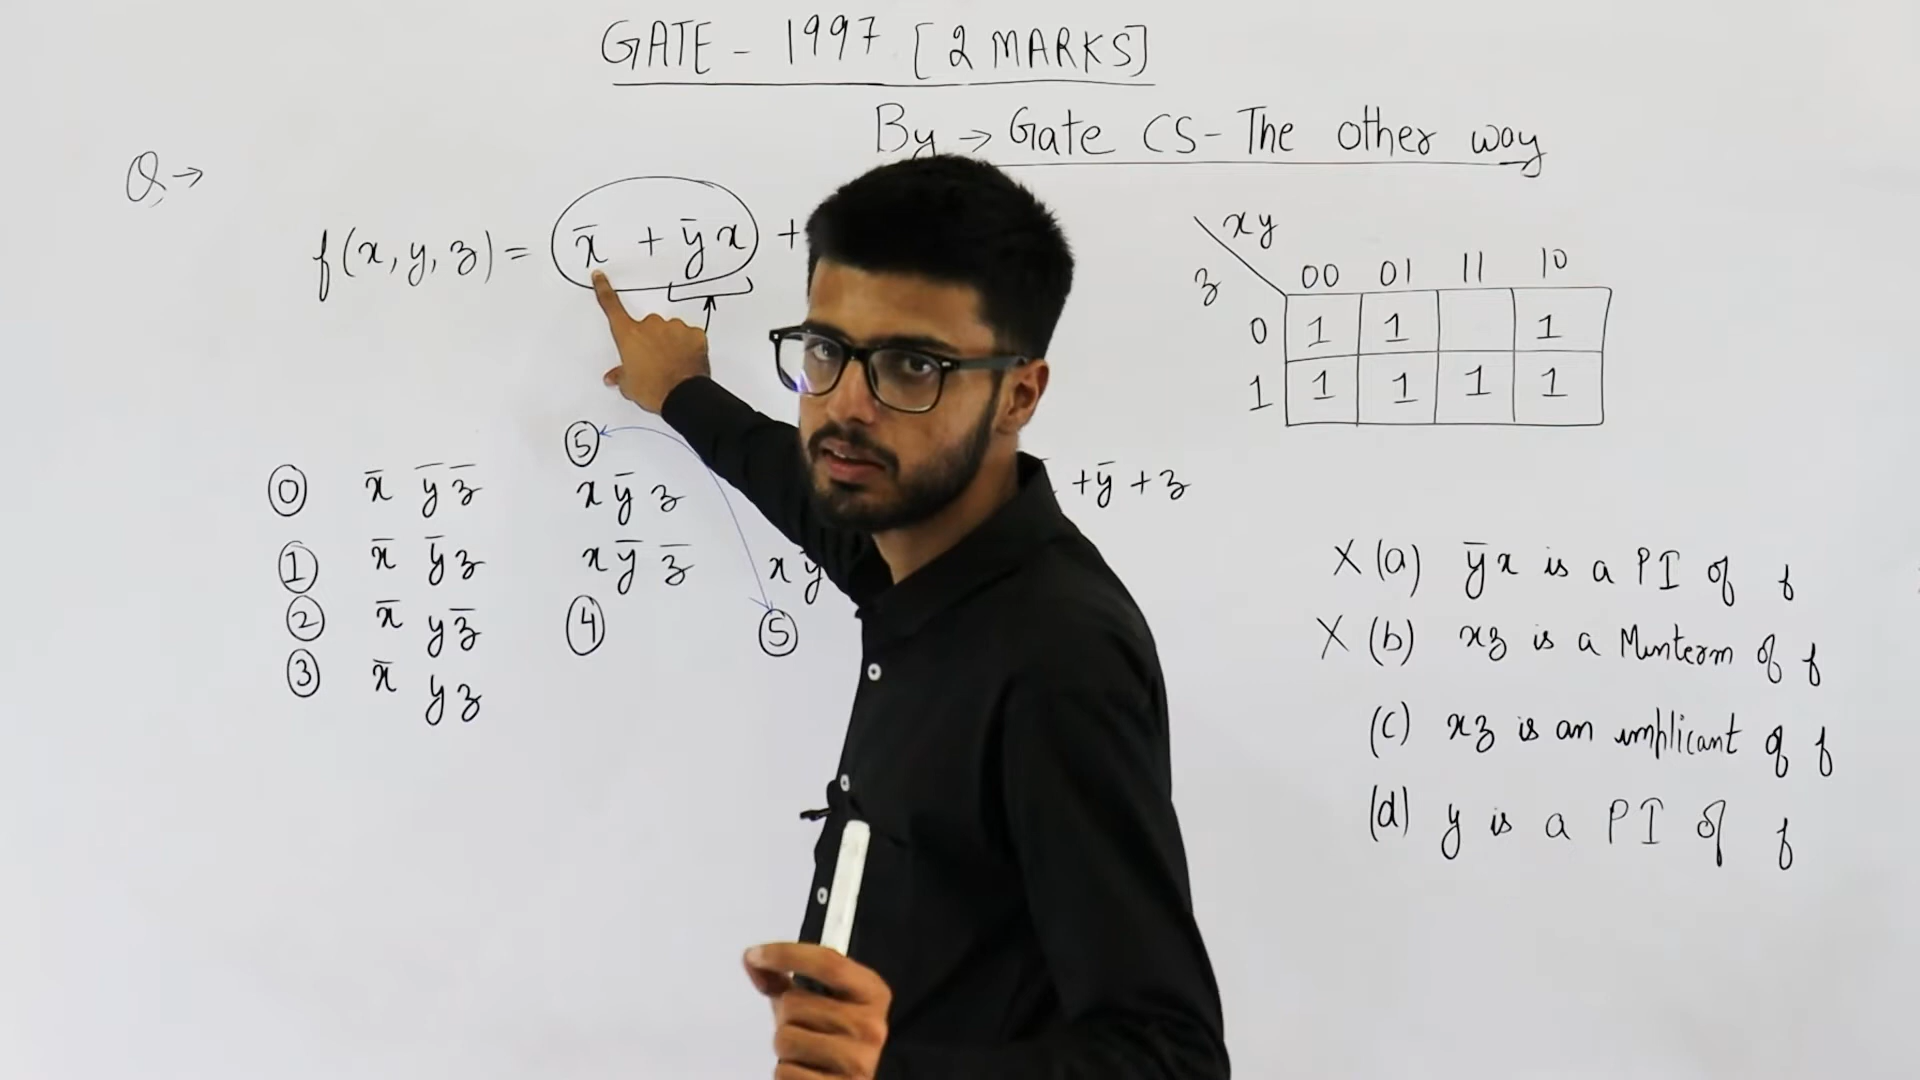 GATE - 1997 [2 MARKS]
By → Gate CS - The other way
Q →
f(x, y, z) = x̄ + ȳx +
xy
z
00 01 11 10
0 1 1 1
1 1 1 1 1
⑤
+ȳ + z
⓪ x̄ ȳ z̄ x ȳ z
① x̄ ȳ z x ȳ z̄ x ȳ
② x̄ y z̄ ④ ⑤
③ x̄ y z
X (a) ȳx is a PI of f
X (b) xz is a Minterm of f
(c) xz is an implicant of f
(d) y is a PI of f